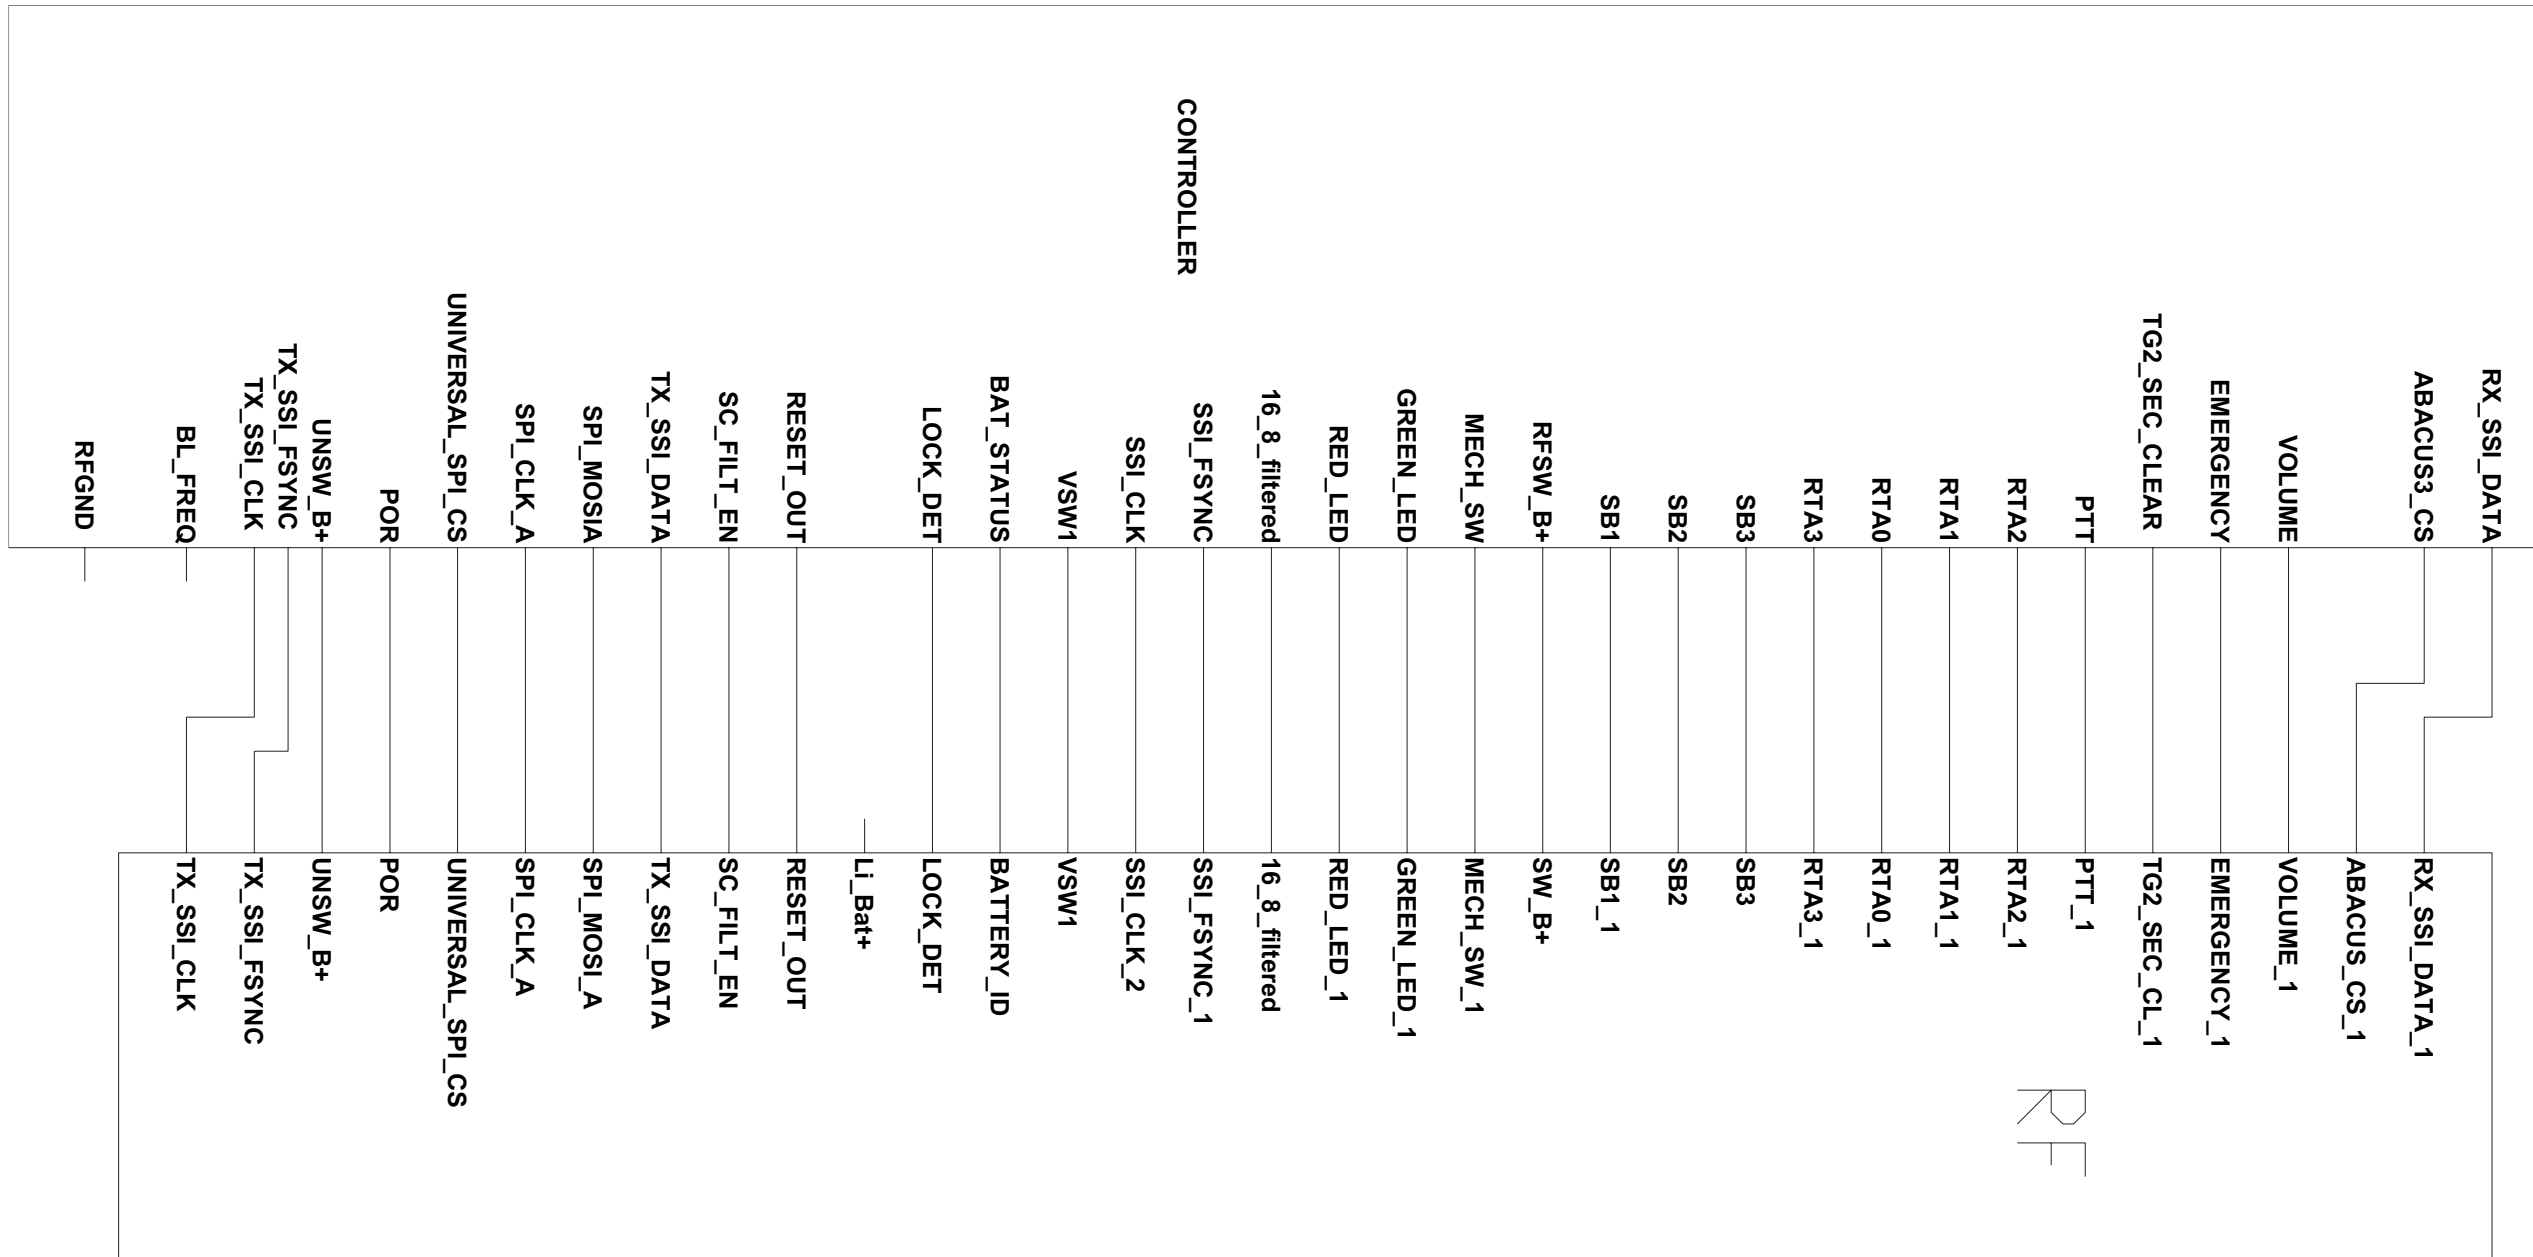 RX_SSI_DATA
RX_SSI_DATA_1
ABACUS3_CS
ABACUS_CS_1
VOLUME
VOLUME_1
EMERGENCY
EMERGENCY_1
TG2_SEC_CLEAR
TG2_SEC_CL_1
PTT
PTT_1
RF
RTA2
RTA2_1
RTA1
RTA1_1
RTA0
RTA0_1
RTA3
RTA3_1
SB3
SB3
SB2
SB2
SB1
SB1_1
RFSW_B+
SW_B+
MECH_SW
MECH_SW_1
GREEN_LED
GREEN_LED_1
RED_LED
RED_LED_1
16_8_filtered
16_8_filtered
SSI_FSYNC
SSI_FSYNC_1
CONTROLLER
SSI_CLK
SSI_CLK_2
VSW1
VSW1
BAT_STATUS
BATTERY_ID
LOCK_DET
LOCK_DET
Li_Bat+
RESET_OUT
RESET_OUT
SC_FILT_EN
SC_FILT_EN
TX_SSI_DATA
TX_SSI_DATA
SPI_MOSIA
SPI_MOSI_A
SPI_CLK_A
SPI_CLK_A
UNIVERSAL_SPI_CS
UNIVERSAL_SPI_CS
POR
POR
UNSW_B+
UNSW_B+
TX_SSI_FSYNC
TX_SSI_FSYNC
TX_SSI_CLK
TX_SSI_CLK
BL_FREQ
RFGND